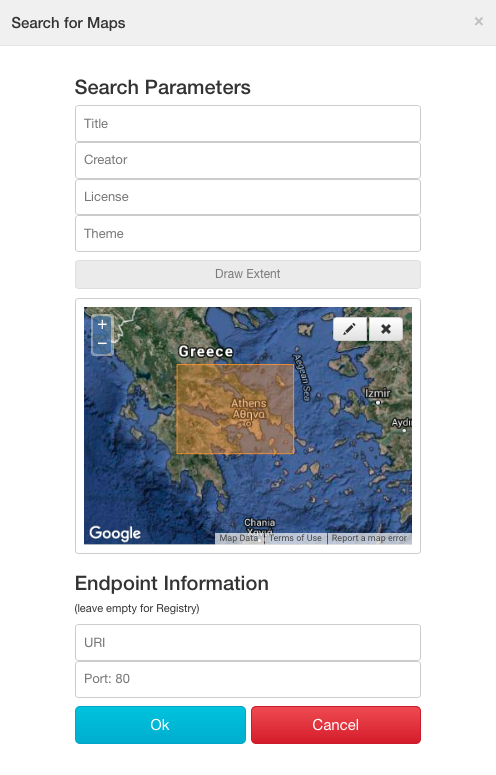 Search for Maps
×
Search Parameters
Title
Creator
License
Theme
Draw Extent
+
−
Greece
Aegean Sea
Izmir
Athens
Αθήνα
Aydı
Chania
Χανιά
Google
Map Data
Terms of Use
Report a map error
Endpoint Information
(leave empty for Registry)
URI
Port: 80
Ok
Cancel